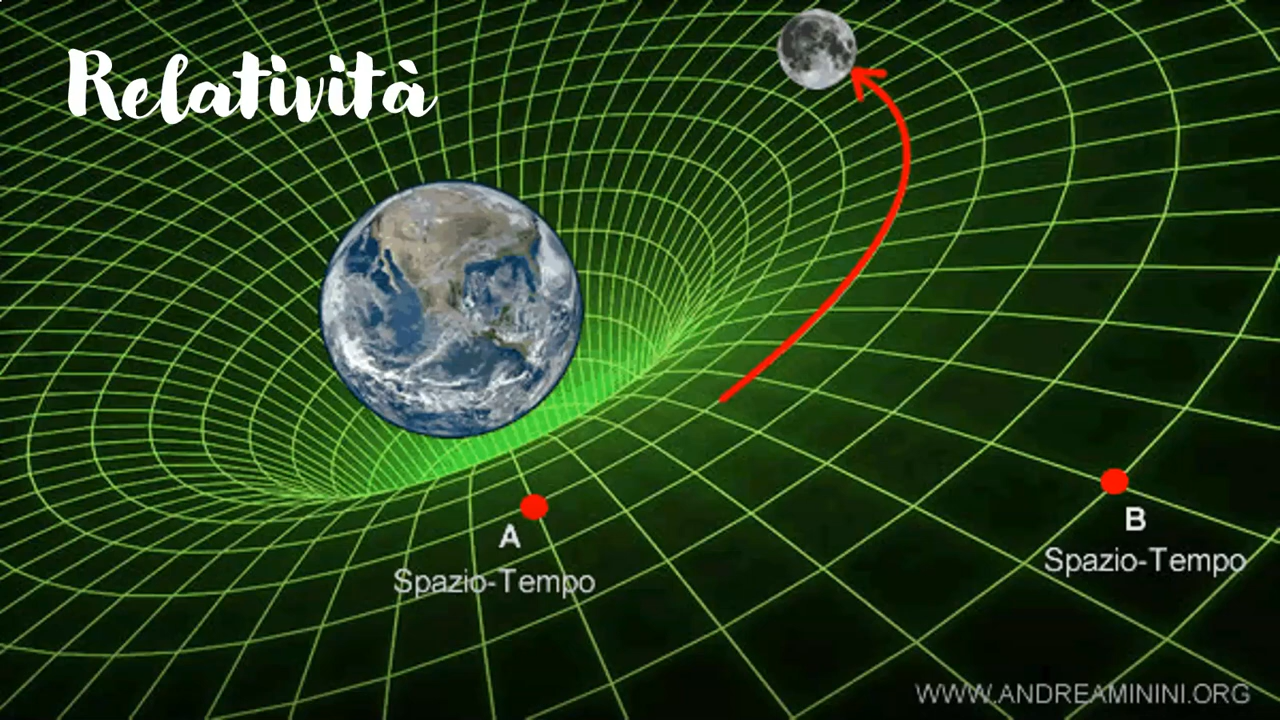 Relatività
A
Spazio-Tempo
B
Spazio-Tempo
WWW.ANDREAMININI.ORG